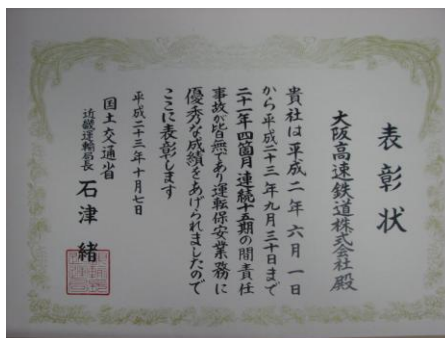 表彰状
大阪高速鉄道株式会社殿
貴社は平成二年六月一日
から平成二十三年九月三十日まで
二十一年四箇月連続十五期の間責任
事故が皆無であり運転保安業務に
優秀な成績をあげられましたので
ここに表彰します
平成二十三年十月七日
国土交通省
近畿運輸局長 石津緒